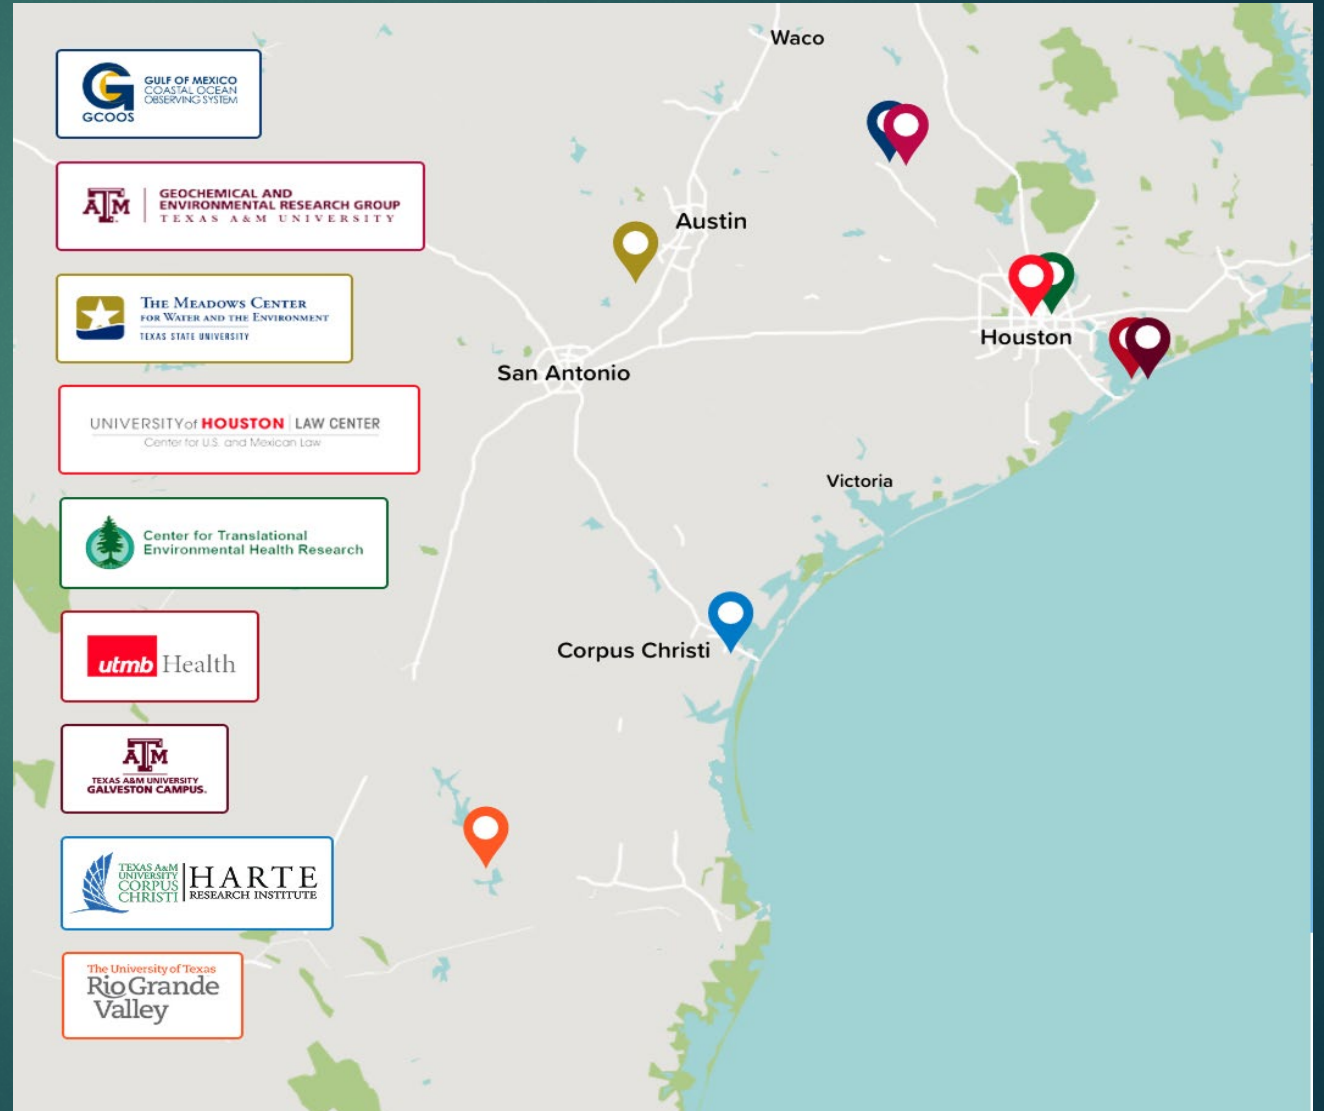 GCOOS
GULF OF MEXICO
COASTAL OCEAN
OBSERVING SYSTEM
ATM
GEOCHEMICAL AND
ENVIRONMENTAL RESEARCH GROUP
TEXAS A&M UNIVERSITY
THE MEADOWS CENTER
FOR WATER AND THE ENVIRONMENT
TEXAS STATE UNIVERSITY
UNIVERSITY of HOUSTON | LAW CENTER
Center for U.S. and Mexican Law
Center for Translational
Environmental Health Research
utmb Health
ATM
TEXAS A&M UNIVERSITY
GALVESTON CAMPUS.
TEXAS A&M
UNIVERSITY
CORPUS
CHRISTI
HARTE
RESEARCH INSTITUTE
The University of Texas
Rio Grande
Valley
Waco
Austin
Houston
San Antonio
Victoria
Corpus Christi